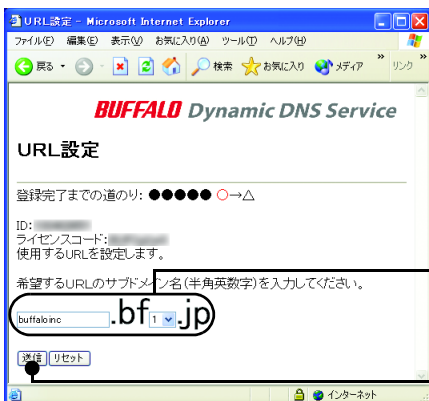 URL設定 - Microsoft Internet Explorer
ファイル(F) 編集(E) 表示(V) お気に入り(A) ツール(T) ヘルプ(H)
戻る 検索 お気に入り メディア » リンク »
BUFFALO Dynamic DNS Service
URL設定
登録完了までの道のり: ●●●●● ○→△
ID:
ライセンスコード:
使用するURLを設定します。
希望するURLのサブドメイン名(半角英数字)を入力してください。
buffaloinc .bf 1 .jp
送信 リセット
インターネット